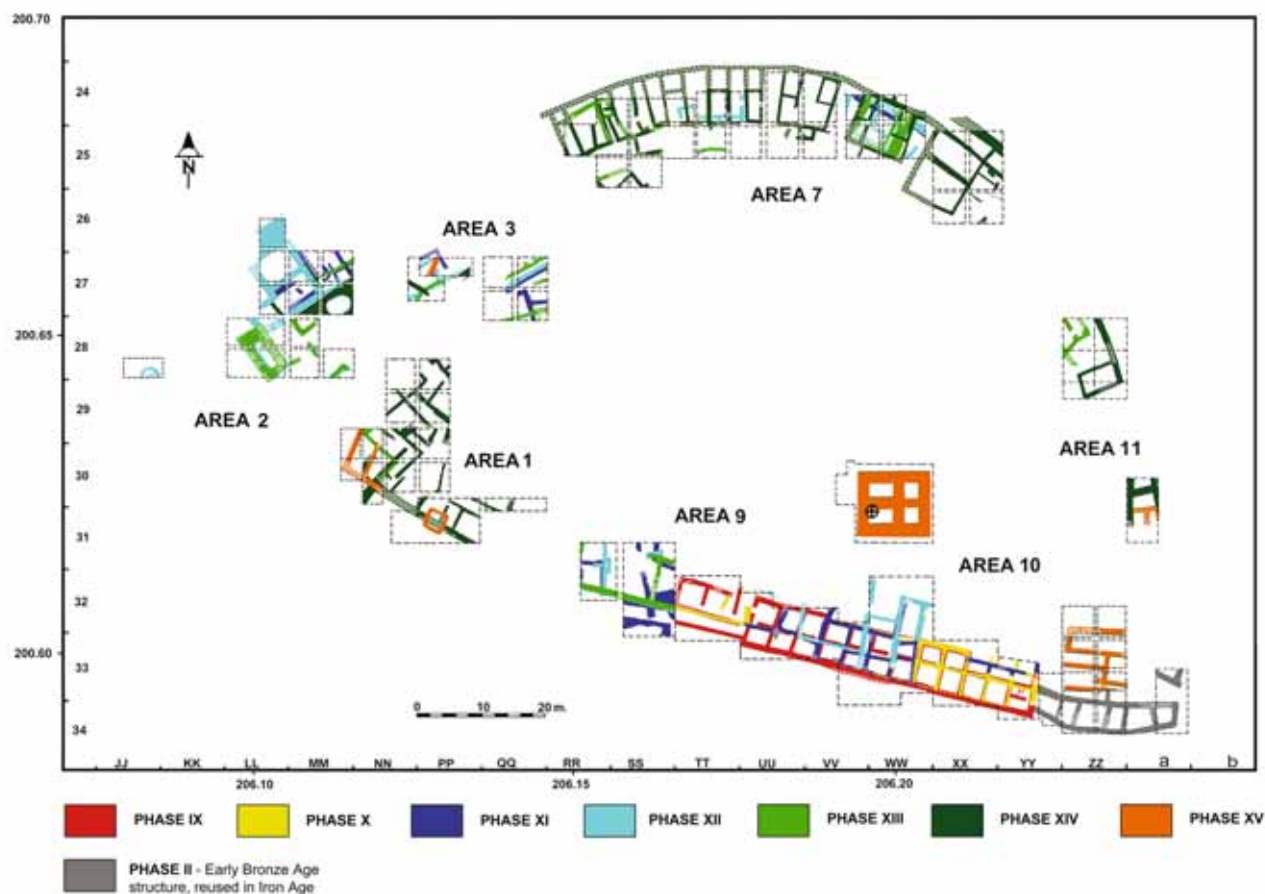 200.70
24
N
25
AREA 7
26
AREA 3
27
200.65
28
AREA 2
29
AREA 11
AREA 1
30
AREA 9
31
AREA 10
32
200.60
33
0 10 20 m.
34
JJ KK LL MM NN PP QQ RR SS TT UU VV WW XX YY ZZ a b
206.10 206.15 206.20
PHASE IX PHASE X PHASE XI PHASE XII PHASE XIII PHASE XIV PHASE XV
PHASE II - Early Bronze Age
structure, reused in Iron Age